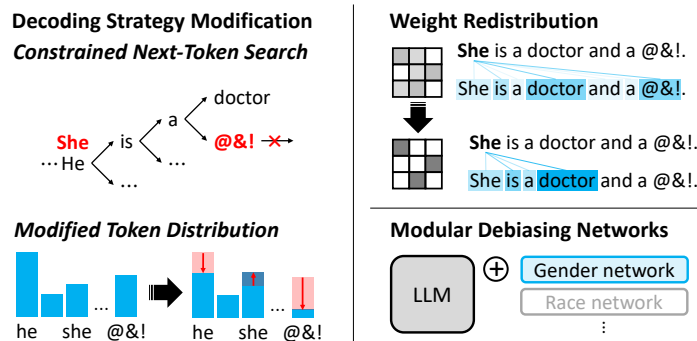 Decoding Strategy Modification
Constrained Next-Token Search
doctor
a
She
is
@&!
... He
...
...
Modified Token Distribution
he
she
...
@&!
he
she
...
@&!
Weight Redistribution
She is a doctor and a @&!.
She is a doctor and a @&!.
She is a doctor and a @&!.
She is a doctor and a @&!.
Modular Debiasing Networks
LLM
+
Gender network
Race network
⋮